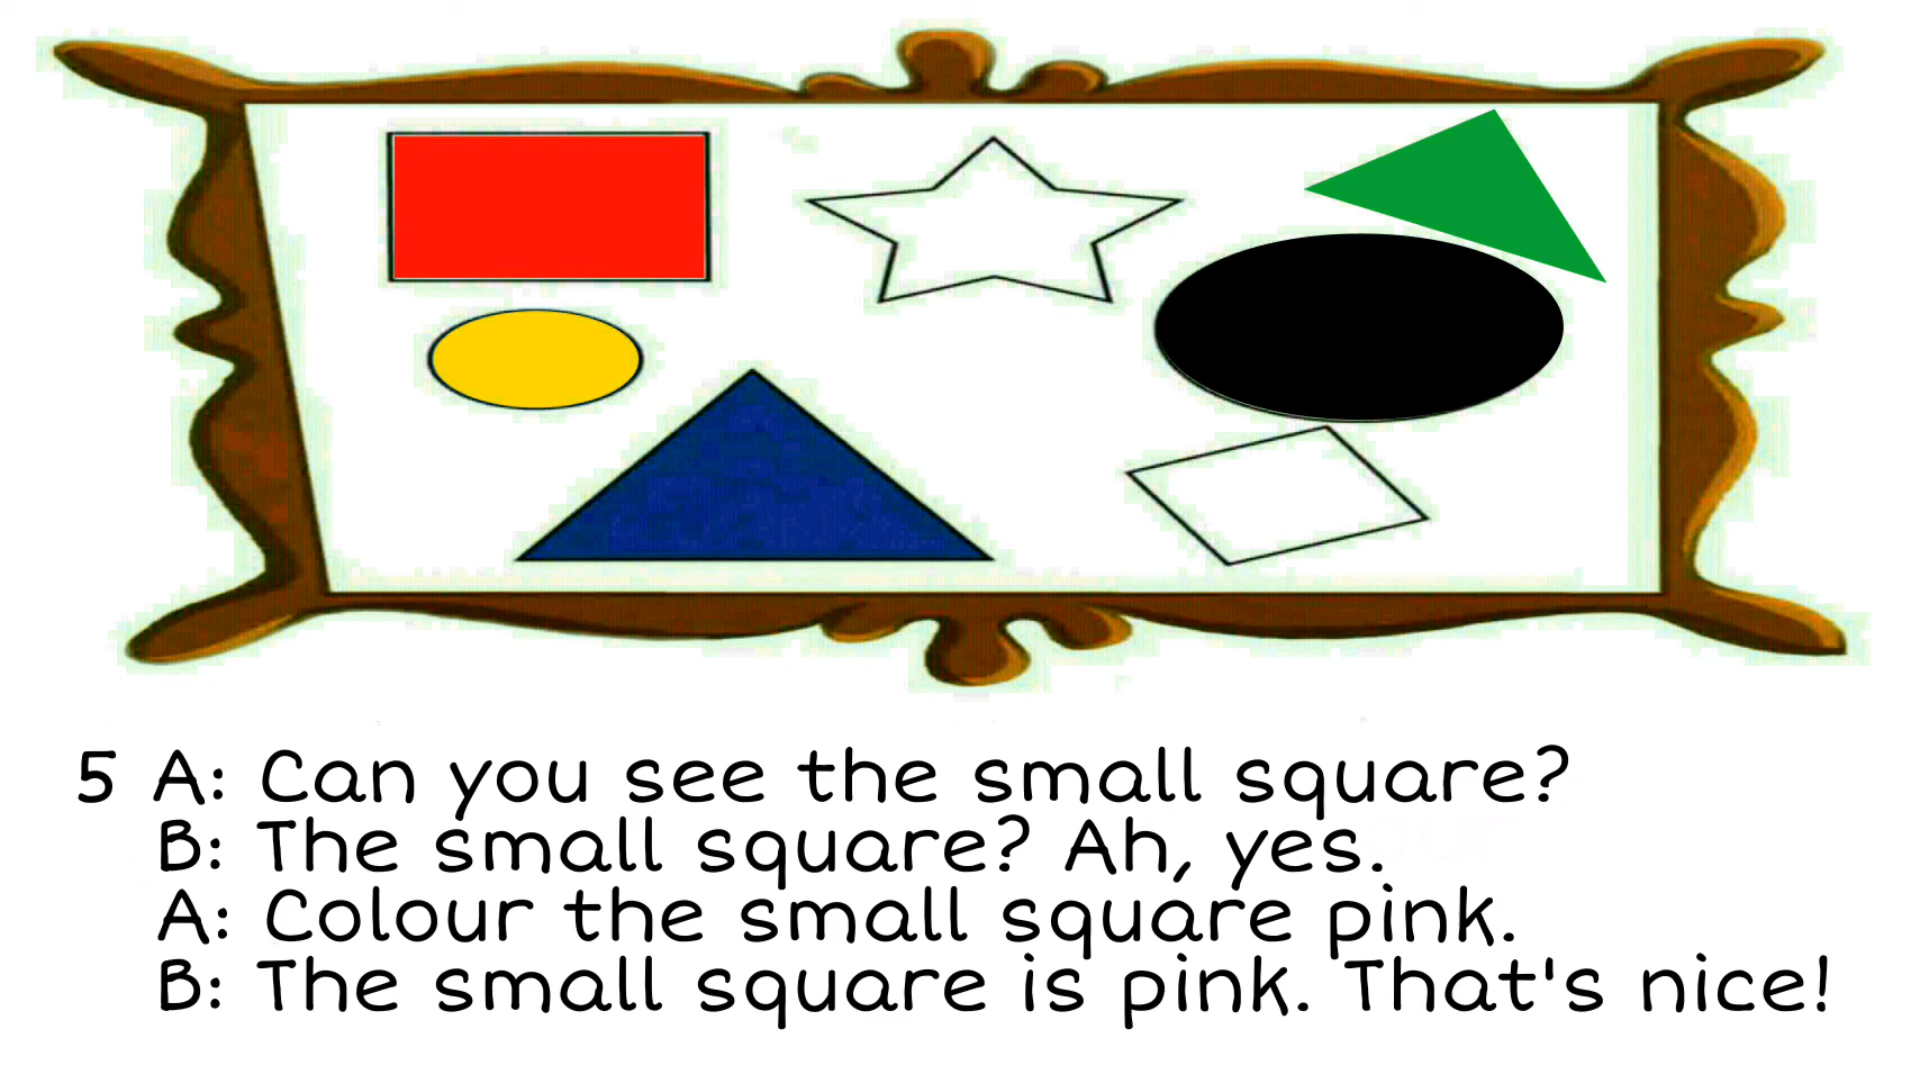 5 A: Can you see the small square?
B: The small square? Ah, yes.
A: Colour the small square pink.
B: The small square is pink. That's nice!